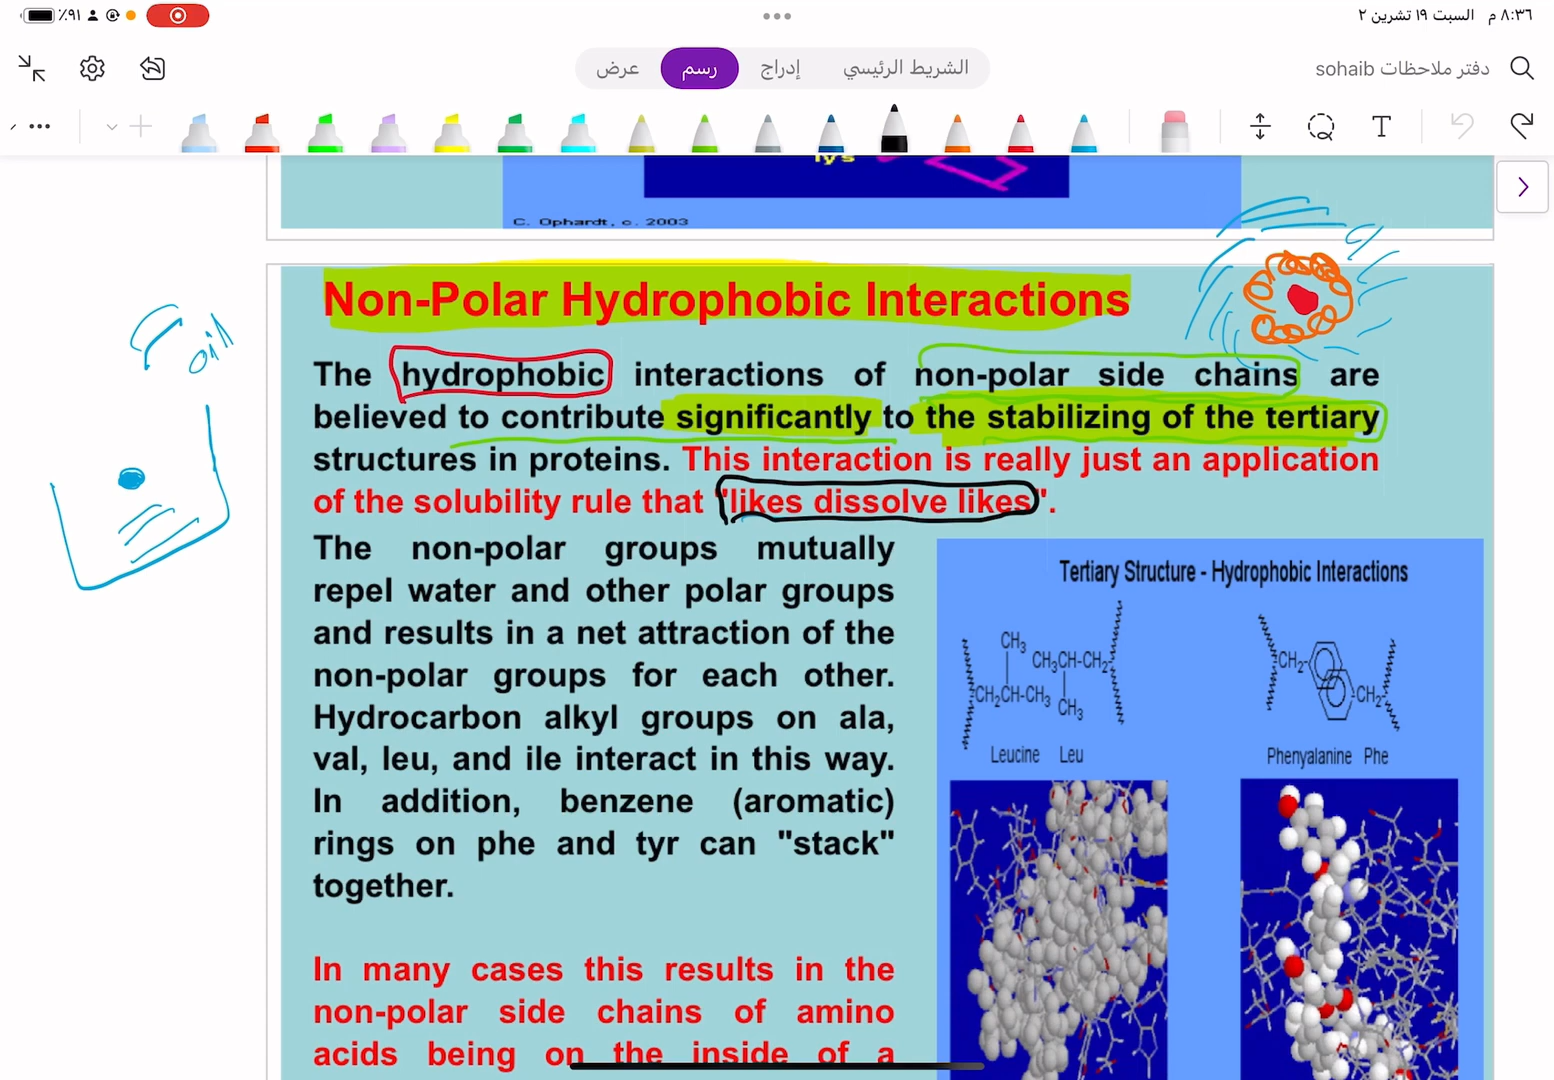 ٪٩١
٨:٣٦ م السبت ١٩ تشرين ٢
عرض رسم إدراج الشريط الرئيسي
دفتر ملاحظات sohaib
T
ly's
C. Ophardt, c. 2003
Non-Polar Hydrophobic Interactions
oil
The hydrophobic interactions of non-polar side chains are
believed to contribute significantly to the stabilizing of the tertiary
structures in proteins. This interaction is really just an application
of the solubility rule that "likes dissolve likes".
The non-polar groups mutually
repel water and other polar groups
and results in a net attraction of the
non-polar groups for each other.
Hydrocarbon alkyl groups on ala,
val, leu, and ile interact in this way.
In addition, benzene (aromatic)
rings on phe and tyr can "stack"
together.
In many cases this results in the
non-polar side chains of amino
acids being on the inside of a
Tertiary Structure - Hydrophobic Interactions
CH3
CH3CH-CH2
CH2CH-CH3
CH3
Leucine Leu
CH2
CH2
Phenyalanine Phe